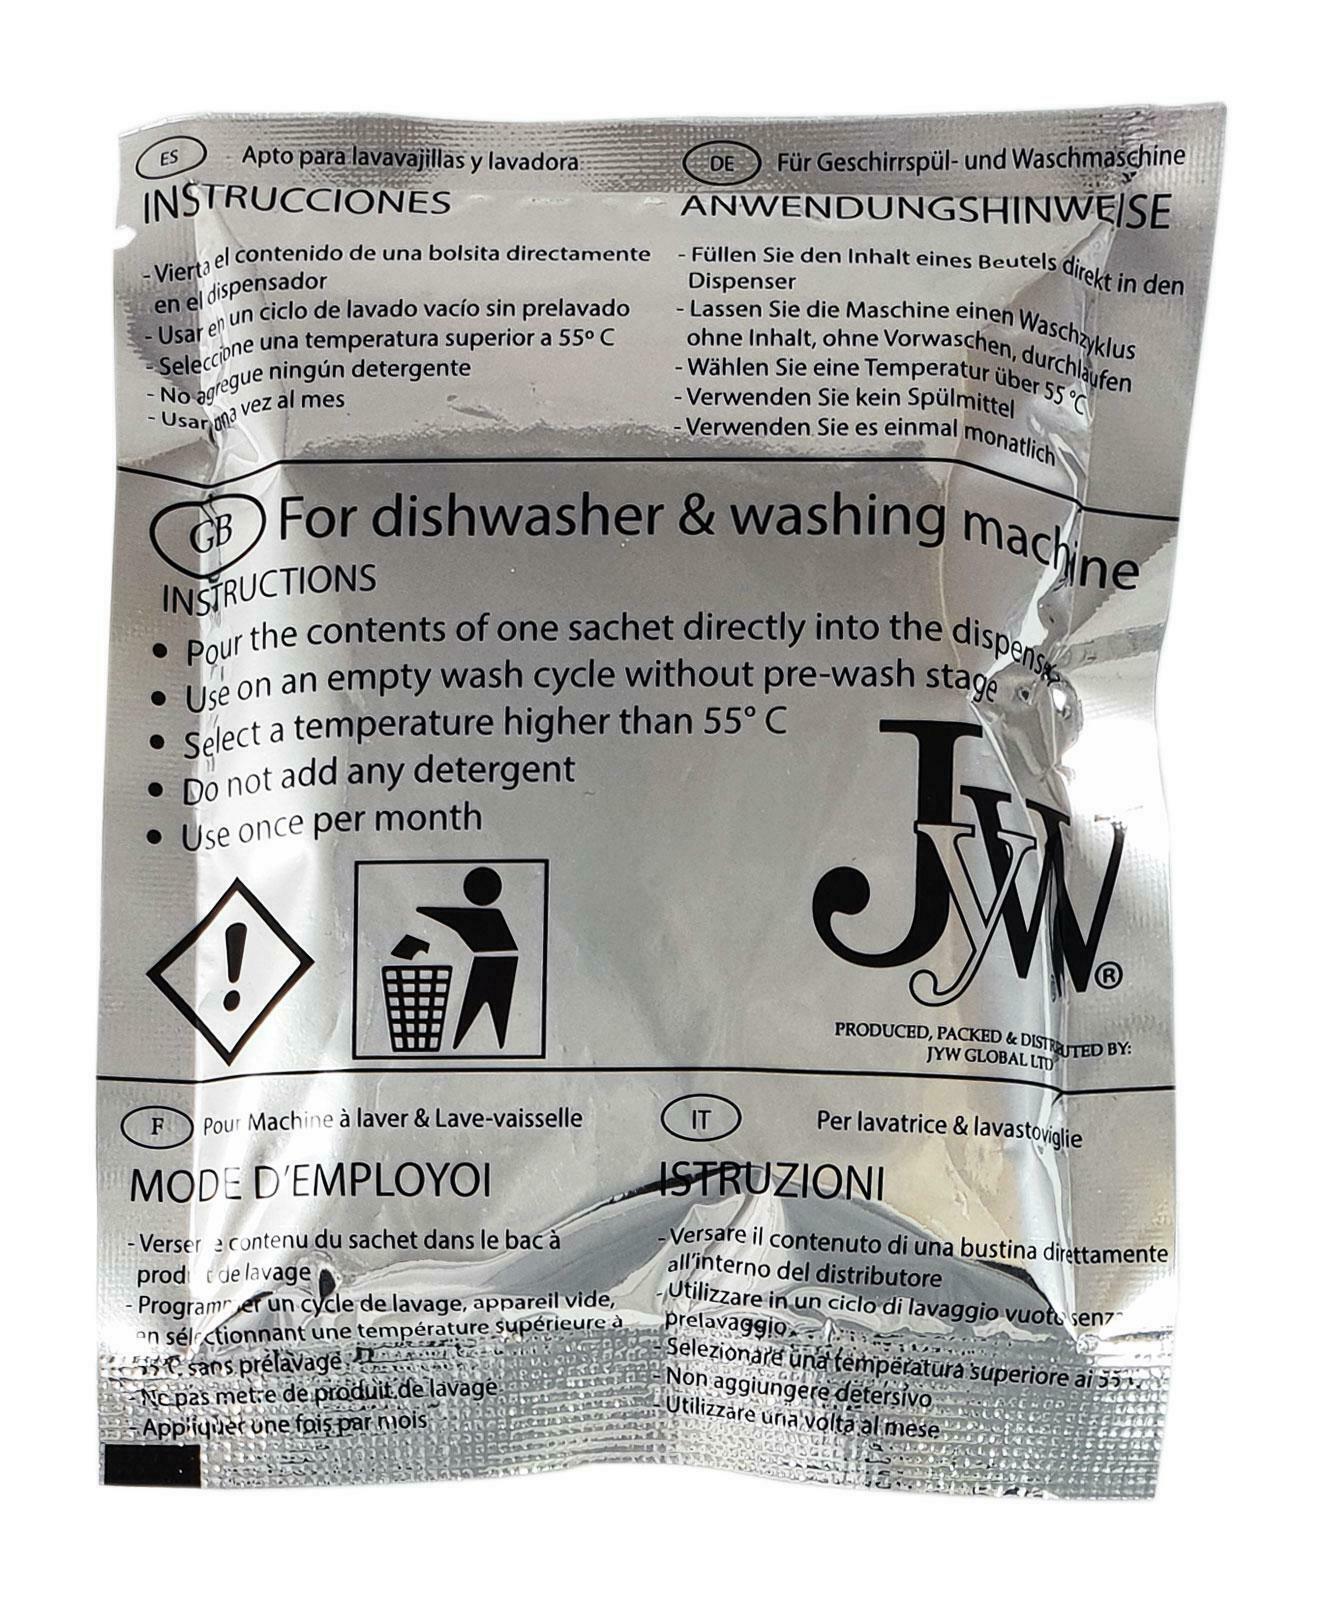 ES Apto para lavavajillas y lavadora
INSTRUCCIONES
- Vierta el contenido de una bolsita directamente
en el dispensador
- Usar en un ciclo de lavado vacío sin prelavado
- Seleccione una temperatura superior a 55º C
- No agregue ningún detergente
- Usar una vez al mes
DE Für Geschirrspül- und Waschmaschine
ANWENDUNGSHINWEISE
- Füllen Sie den Inhalt eines Beutels direkt in den
Dispenser
- Lassen Sie die Maschine einen Waschzyklus
ohne Inhalt, ohne Vorwaschen, durchlaufen
- Wählen Sie eine Temperatur über 55 °C
- Verwenden Sie kein Spülmittel
- Verwenden Sie es einmal monatlich
GB For dishwasher & washing machine
INSTRUCTIONS
• Pour the contents of one sachet directly into the
• Use on an empty wash cycle without pre-wash stage
• Select a temperature higher than 55° C
• Do not add any detergent
• Use once per month
JYW®
PRODUCED, PACKED & DISTRIBUTED BY:
JYW GLOBAL LTD
F Pour Machine à laver & Lave-vaisselle
MODE D'EMPLOYOI
- Verser le contenu du sachet dans le bac à
produit de lavage
- Programmer un cycle de lavage, appareil vide,
en sélectionnant une température supérieure à
55°C sans prélavage
- Ne pas metre de produit de lavage
- Appliquer une fois par mois
IT Per lavatrice & lavastoviglie
ISTRUZIONI
- Versare il contenuto di una bustina direttamente
all'interno del distributore
- Utilizzare in un ciclo di lavaggio vuoto senza
prelavaggio
- Selezionare una temperatura superiore ai
- Non aggiungere detersivo
- Utilizzare una volta al mese